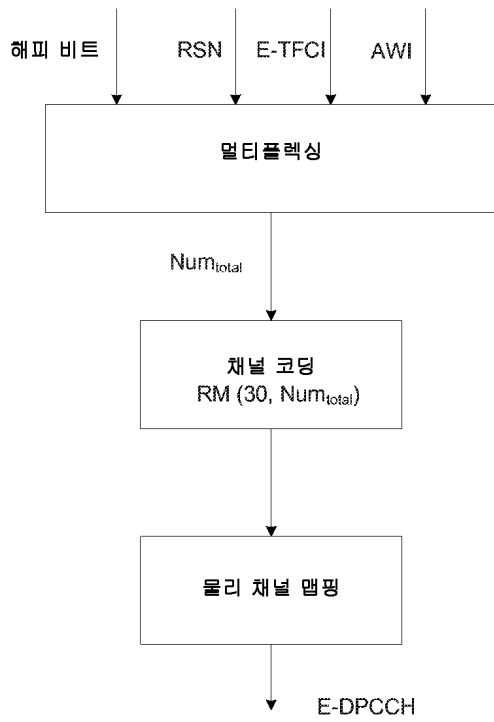 해피 비트 RSN E-TFCI AWI
멀티플렉싱
Numtotal
채널 코딩
RM (30, Numtotal)
물리 채널 맵핑
E-DPCCH